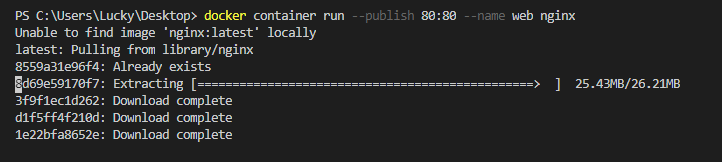 PS C:\Users\Lucky\Desktop> docker container run --publish 80:80 --name web nginx
Unable to find image 'nginx:latest' locally
latest: Pulling from library/nginx
8559a31e96f4: Already exists
8d69e59170f7: Extracting [==================================================>  ]  25.43MB/26.21MB
3f9f1ec1d262: Download complete
d1f5ff4f210d: Download complete
1e22bfa8652e: Download complete